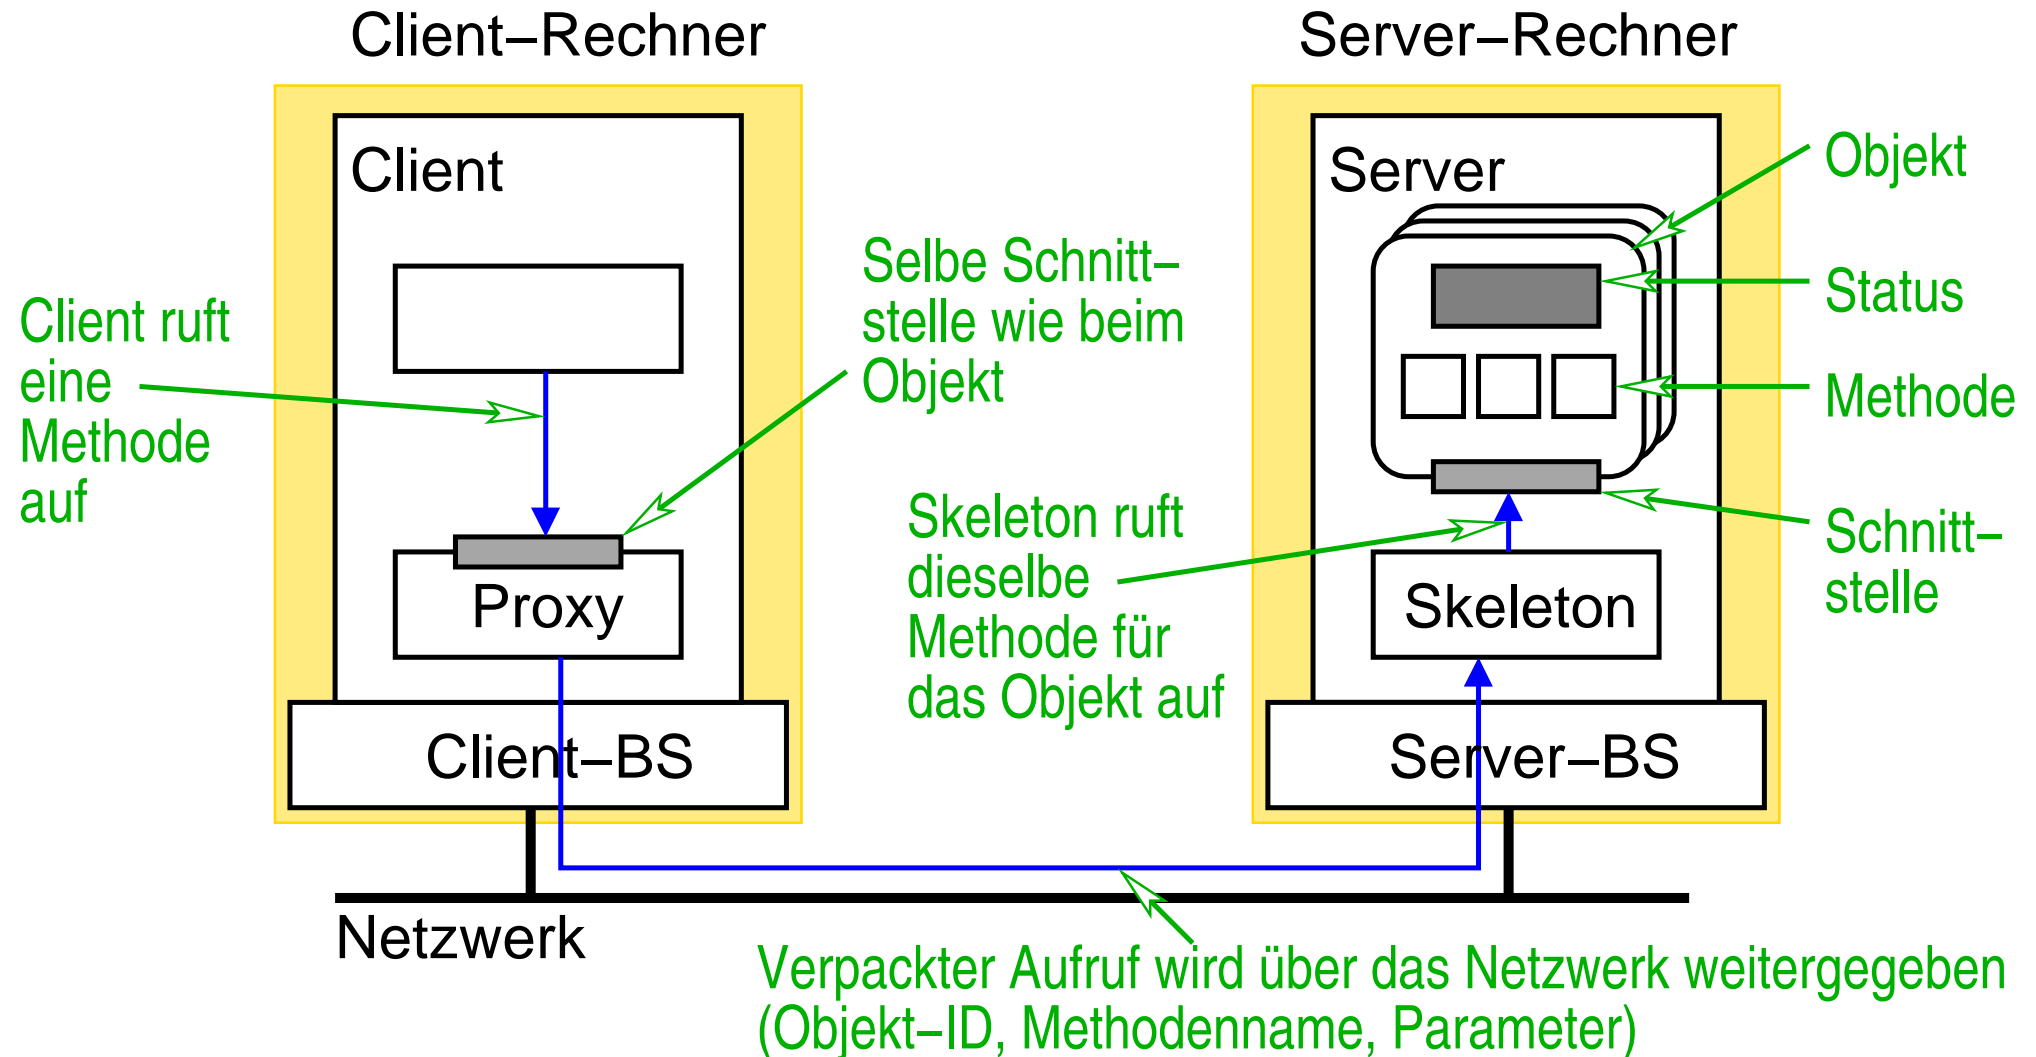 Client–Rechner
Server–Rechner
Client
Server
Objekt
Status
Methode
Schnitt–
stelle
Selbe Schnitt–
stelle wie beim
Objekt
Client ruft
eine
Methode
auf
Skeleton ruft
dieselbe
Methode für
das Objekt auf
Proxy
Skeleton
Client–BS
Server–BS
Netzwerk
Verpackter Aufruf wird über das Netzwerk weitergegeben
(Objekt–ID, Methodenname, Parameter)